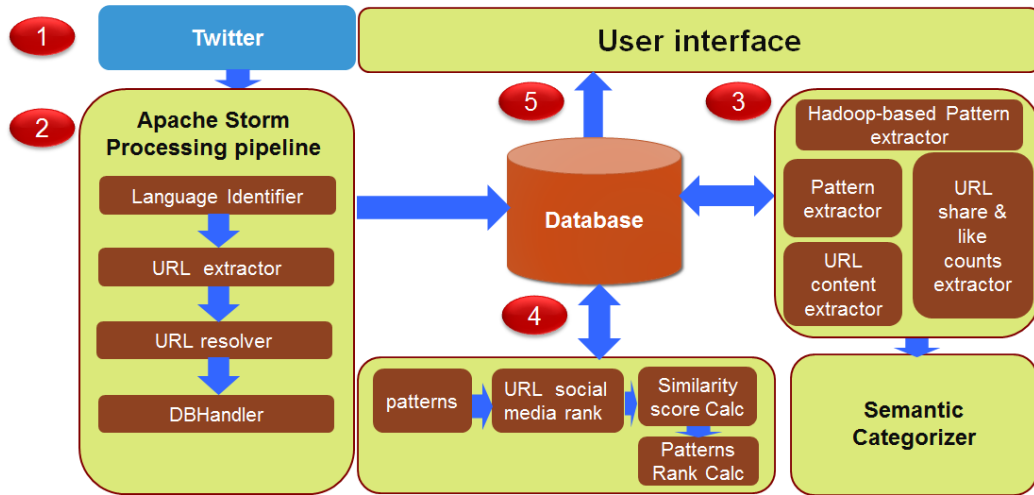 1
Twitter
User interface
2
Apache Storm
Processing pipeline
Language Identifier
URL extractor
URL resolver
DBHandler
5
Database
3
Hadoop-based Pattern
extractor
Pattern
extractor
URL
content
extractor
URL
share &
like
counts
extractor
4
patterns
URL social
media rank
Similarity
score Calc
Patterns
Rank Calc
Semantic
Categorizer